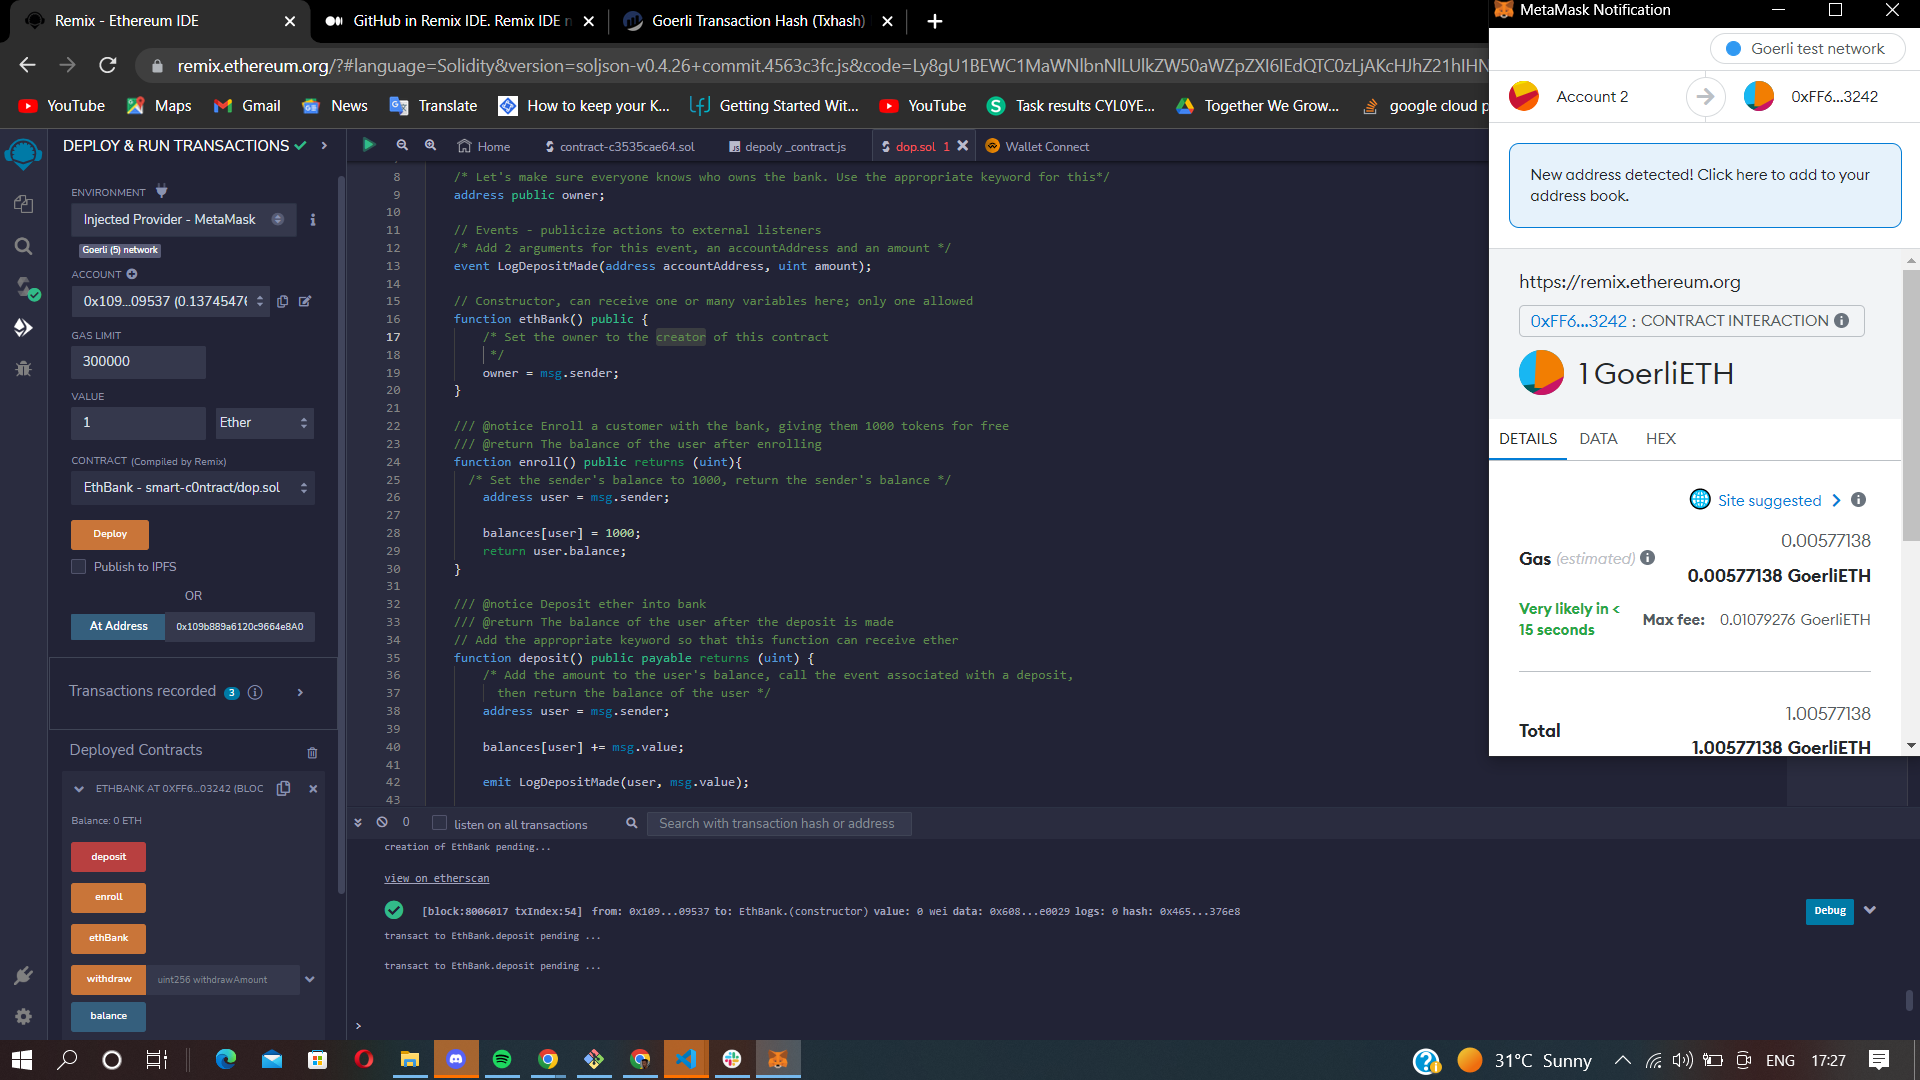 Remix - Ethereum IDE
GitHub in Remix IDE. Remix IDE n
Goerli Transaction Hash (Txhash)
MetaMask Notification
remix.ethereum.org/?#language=Solidity&version=soljson-v0.4.26+commit.4563c3fc.js&code=
YouTube
Maps
Gmail
News
Translate
How to keep your K...
Getting Started Wit...
YouTube
Task results CYL0YE...
Together We Grow...
google cloud p
DEPLOY & RUN TRANSACTIONS
ENVIRONMENT
Injected Provider - MetaMask
Goerli (5) network
ACCOUNT
0x109...09537 (0.1374547
GAS LIMIT
300000
VALUE
1
Ether
CONTRACT (Compiled by Remix)
EthBank - smart-c0ntract/dop.sol
Deploy
Publish to IPFS
OR
At Address
0x109b889a6120c9664e8A0
Transactions recorded 3
Deployed Contracts
ETHBANK AT 0XFF6...03242 (BLOC
Balance: 0 ETH
deposit
enroll
ethBank
withdraw
uint256 withdrawAmount
balance
Home
contract-c3535cae64.sol
depoly _contract.js
dop.sol 1
Wallet Connect
8 /* Let's make sure everyone knows who owns the bank. Use the appropriate keyword for this*/
9 address public owner;
10
11 // Events - publicize actions to external listeners
12 /* Add 2 arguments for this event, an accountAddress and an amount */
13 event LogDepositMade(address accountAddress, uint amount);
14
15 // Constructor, can receive one or many variables here; only one allowed
16 function ethBank() public {
17 /* Set the owner to the creator of this contract
18 */
19 owner = msg.sender;
20 }
21
22 /// @notice Enroll a customer with the bank, giving them 1000 tokens for free
23 /// @return The balance of the user after enrolling
24 function enroll() public returns (uint){
25 /* Set the sender's balance to 1000, return the sender's balance */
26 address user = msg.sender;
27
28 balances[user] = 1000;
29 return user.balance;
30 }
31
32 /// @notice Deposit ether into bank
33 /// @return The balance of the user after the deposit is made
34 // Add the appropriate keyword so that this function can receive ether
35 function deposit() public payable returns (uint) {
36 /* Add the amount to the user's balance, call the event associated with a deposit,
37 then return the balance of the user */
38 address user = msg.sender;
39
40 balances[user] += msg.value;
41
42 emit LogDepositMade(user, msg.value);
43
0
listen on all transactions
Search with transaction hash or address
creation of EthBank pending...
view on etherscan
[block:8006017 txIndex:54] from: 0x109...09537 to: EthBank.(constructor) value: 0 wei data: 0x608...e0029 logs: 0 hash: 0x465...376e8
Debug
transact to EthBank.deposit pending ...
transact to EthBank.deposit pending ...
>
Goerli test network
Account 2
0xFF6...3242
New address detected! Click here to add to your
address book.
https://remix.ethereum.org
0xFF6...3242 : CONTRACT INTERACTION
1 GoerliETH
DETAILS
DATA
HEX
Site suggested
0.00577138
Gas (estimated)
0.00577138 GoerliETH
Very likely in <
15 seconds
Max fee: 0.01079276 GoerliETH
1.00577138
Total
1.00577138 GoerliETH
31°C Sunny
ENG
17:27